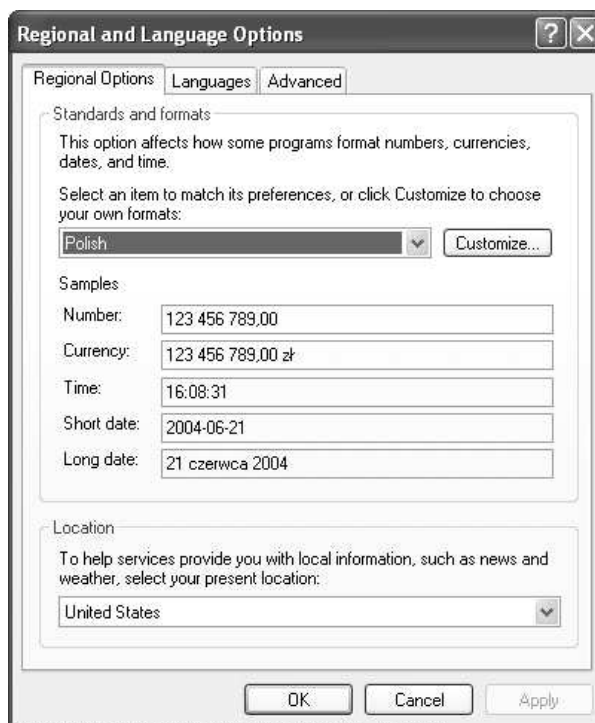 Regional and Language Options
Regional Options Languages Advanced
Standards and formats
This option affects how some programs format numbers, currencies,
dates, and time.
Select an item to match its preferences, or click Customize to choose
your own formats:
Polish Customize...
Samples
Number: 123 456 789,00
Currency: 123 456 789,00 zł
Time: 16:08:31
Short date: 2004-06-21
Long date: 21 czerwca 2004
Location
To help services provide you with local information, such as news and
weather, select your present location:
United States
OK Cancel Apply